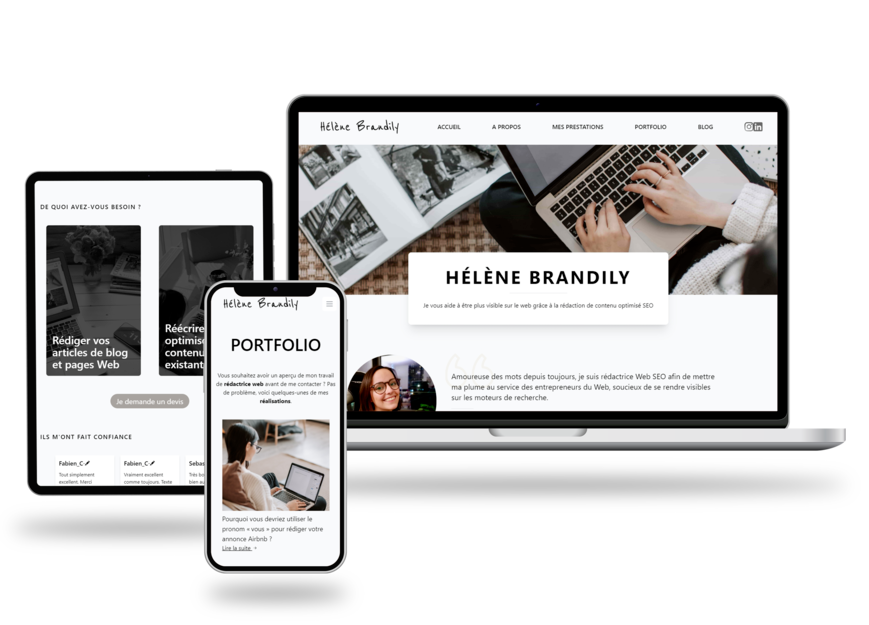 Hélène Brandily
ACCUEIL
A PROPOS
MES PRESTATIONS
PORTFOLIO
BLOG
HÉLÈNE BRANDILY
Je vous aide à être plus visible sur le web grâce à la rédaction de contenu optimisé SEO
Amoureuse des mots depuis toujours, je suis rédactrice Web SEO afin de mettre
ma plume au service des entrepreneurs du Web, soucieux de se rendre visibles
sur les moteurs de recherche.
DE QUOI AVEZ-VOUS BESOIN ?
Rédiger vos
articles de blog
et pages Web
Réécrire
optimise
contenu
existant
Je demande un devis
ILS M'ONT FAIT CONFIANCE
Fabien_C
Tout simplement
excellent. Merci
Fabien_C
Vraiment excellent
comme toujours. Texte
Sebas
Très bo
bien au
Hélène Brandily
PORTFOLIO
Vous souhaitez avoir un aperçu de mon travail
de rédactrice web avant de me contacter ? Pas
de problème, voici quelques-unes de mes
réalisations.
Pourquoi vous devriez utiliser le
pronom « vous » pour rédiger votre
annonce Airbnb ?
Lire la suite →